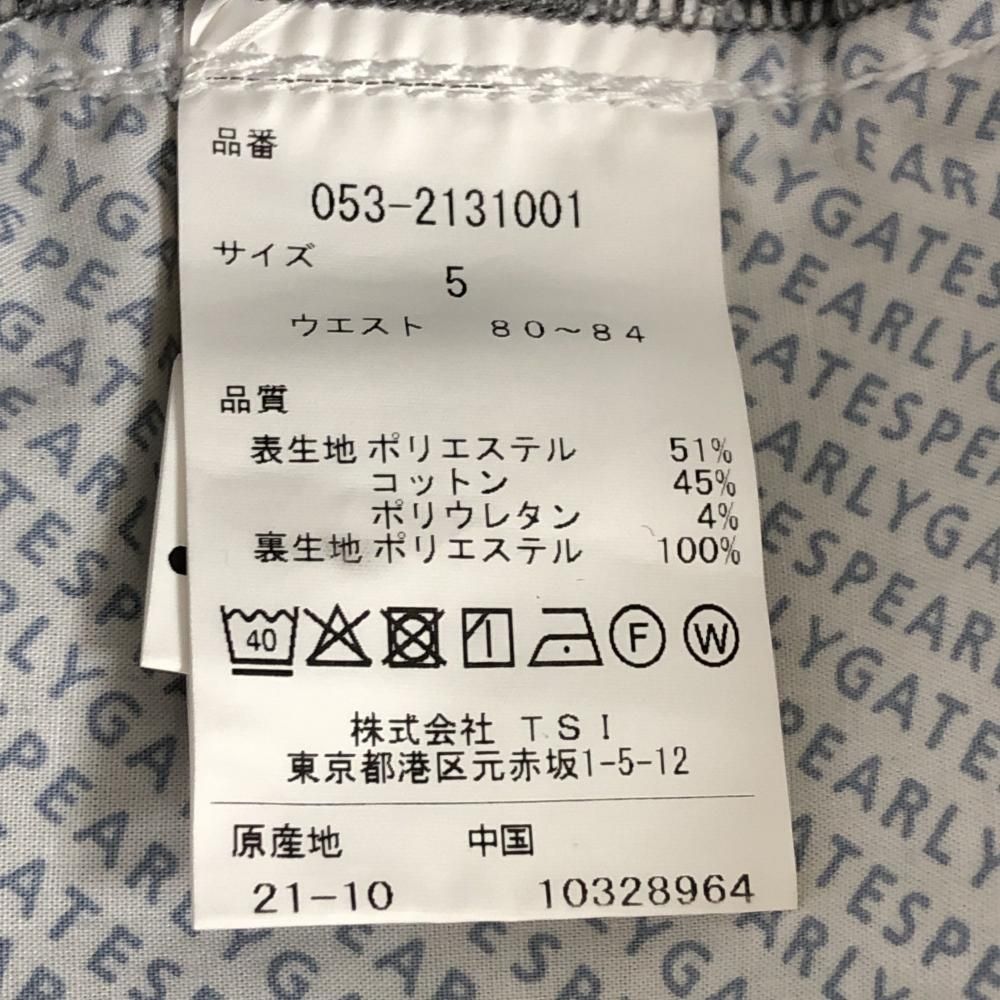 品番
053-2131001
サイズ
5
ウエスト 80～84
品質
表生地 ポリエステル 51%
コットン 45%
ポリウレタン 4%
裏生地 ポリエステル 100%
40 F W
株式会社 TSI
東京都港区元赤坂1-5-12
原産地 中国
21-10 10328964
PEARLYGATES